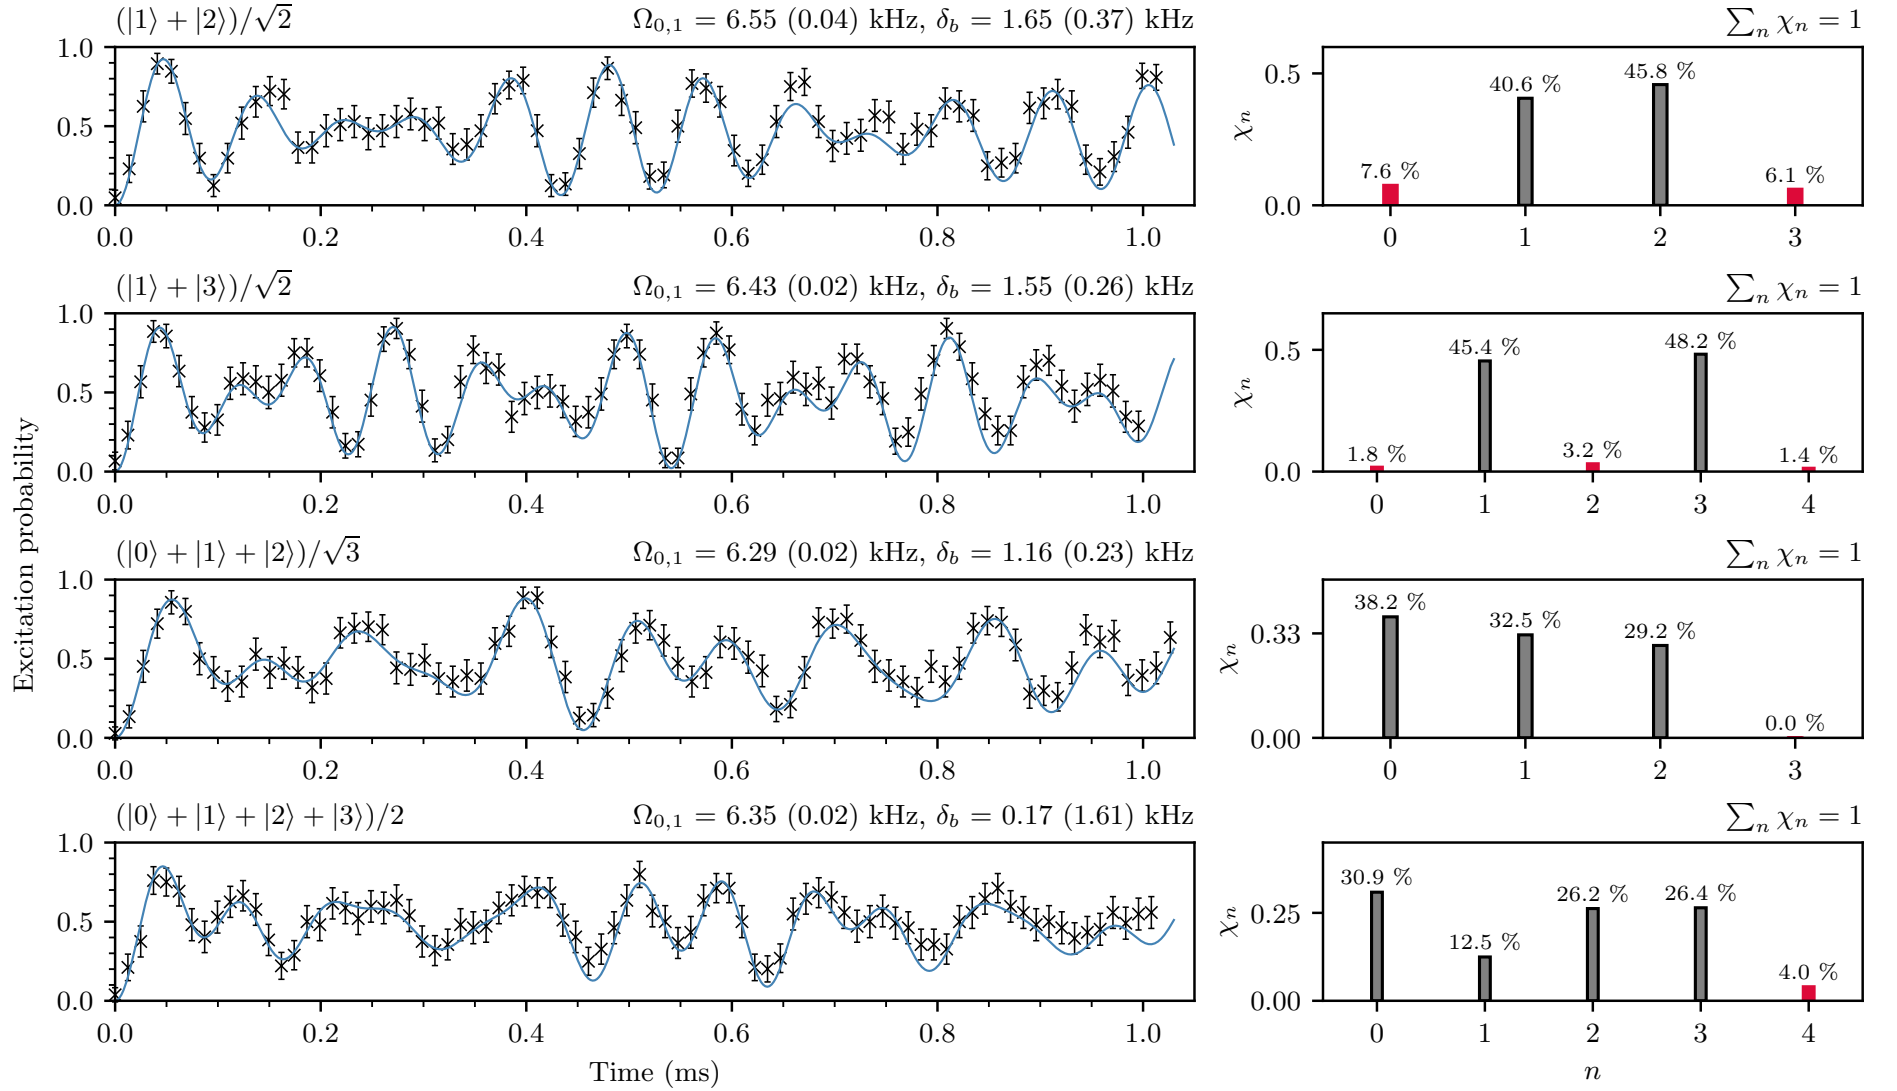 (|1⟩ + |2⟩)/√2 Ω0,1 = 6.55 (0.04) kHz, δb = 1.65 (0.37) kHz ∑n χn = 1
1.0
0.5
0.0
0.0 0.2 0.4 0.6 0.8 1.0
χn
0.5
0.0
7.6 % 40.6 % 45.8 % 6.1 %
0 1 2 3
(|1⟩ + |3⟩)/√2 Ω0,1 = 6.43 (0.02) kHz, δb = 1.55 (0.26) kHz ∑n χn = 1
1.0
0.5
0.0
0.0 0.2 0.4 0.6 0.8 1.0
χn
0.5
0.0
1.8 % 45.4 % 3.2 % 48.2 % 1.4 %
0 1 2 3 4
Excitation probability
(|0⟩ + |1⟩ + |2⟩)/√3 Ω0,1 = 6.29 (0.02) kHz, δb = 1.16 (0.23) kHz ∑n χn = 1
1.0
0.5
0.0
0.0 0.2 0.4 0.6 0.8 1.0
χn
0.33
0.00
38.2 % 32.5 % 29.2 % 0.0 %
0 1 2 3
(|0⟩ + |1⟩ + |2⟩ + |3⟩)/2 Ω0,1 = 6.35 (0.02) kHz, δb = 0.17 (1.61) kHz ∑n χn = 1
1.0
0.5
0.0
0.0 0.2 0.4 0.6 0.8 1.0
Time (ms)
χn
0.25
0.00
30.9 % 12.5 % 26.2 % 26.4 % 4.0 %
0 1 2 3 4
n